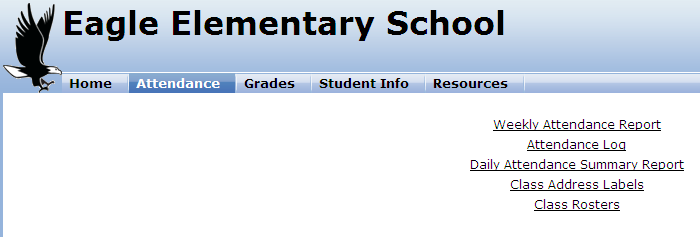 Eagle Elementary School
Home Attendance Grades Student Info Resources
Weekly Attendance Report
Attendance Log
Daily Attendance Summary Report
Class Address Labels
Class Rosters